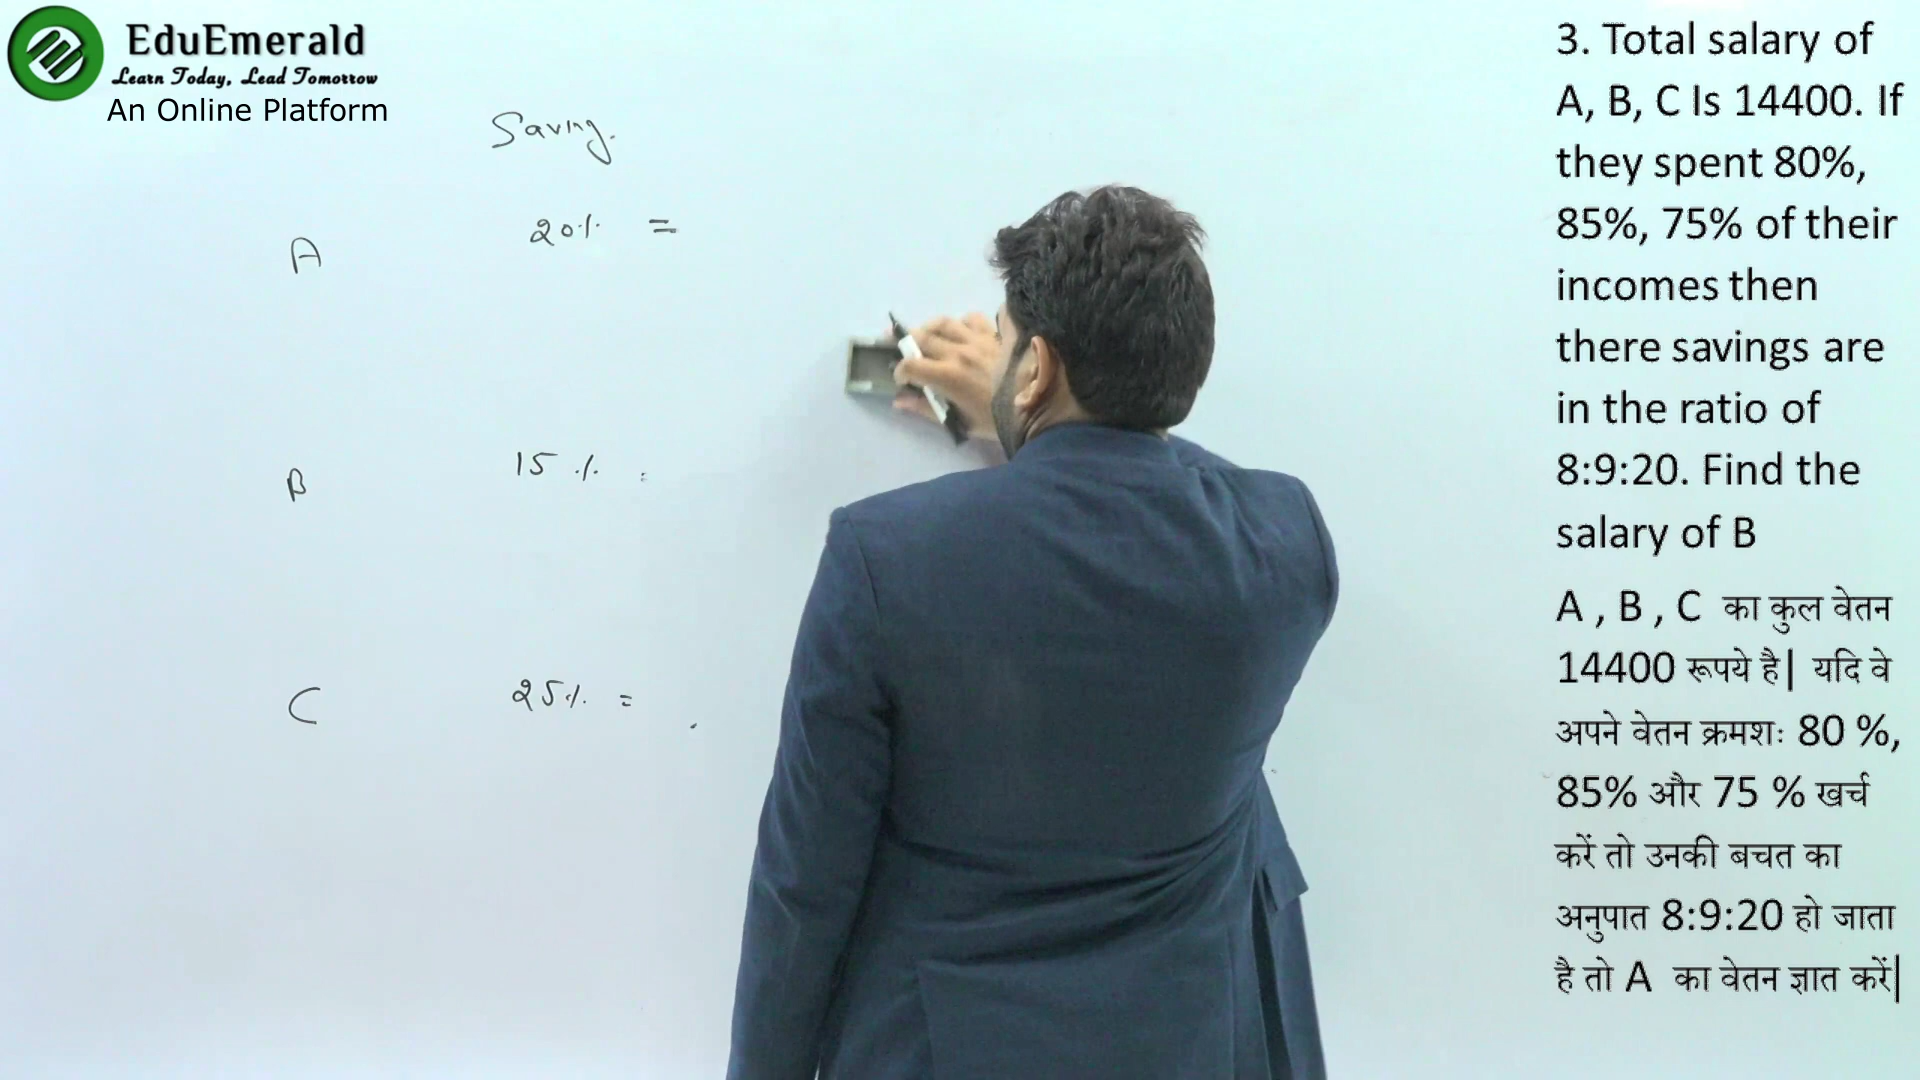 EduEmerald
Learn Today, Lead Tomorrow
An Online Platform
Saving.
A 20% =
B 15 % :
C 25% =
3. Total salary of
A, B, C Is 14400. If
they spent 80%,
85%, 75% of their
incomes then
there savings are
in the ratio of
8:9:20. Find the
salary of B
A , B , C का कुल वेतन
14400 रूपये है| यदि वे
अपने वेतन क्रमशः 80 %,
85% और 75 % खर्च
करें तो उनकी बचत का
अनुपात 8:9:20 हो जाता
है तो A का वेतन ज्ञात करें|